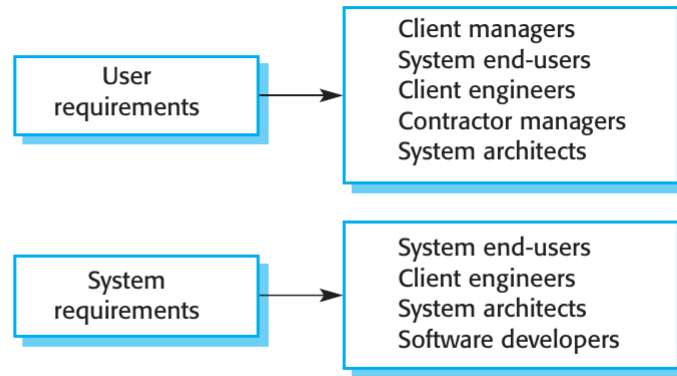 User
requirements
Client managers
System end-users
Client engineers
Contractor managers
System architects
System
requirements
System end-users
Client engineers
System architects
Software developers